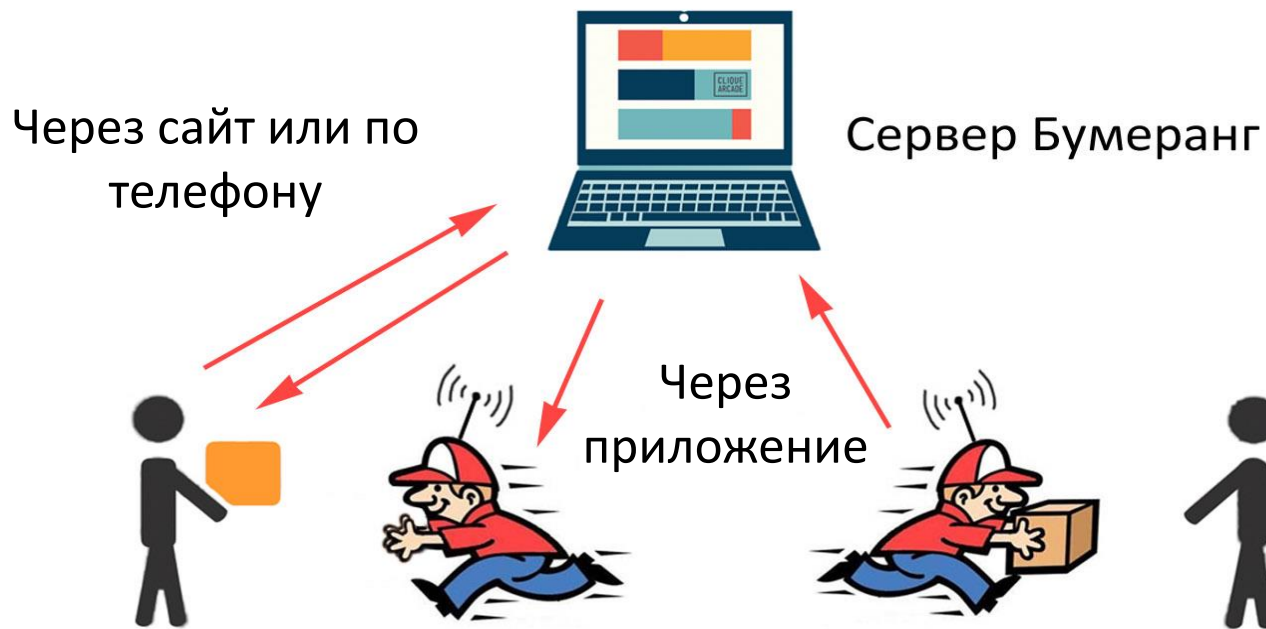 Через сайт или по
телефону
CLIQUE
ARCADE
Сервер Бумеранг
Через
приложение